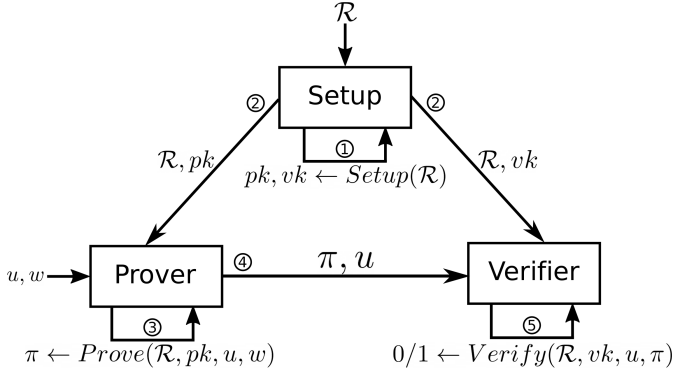 ℛ
② Setup ②
①
ℛ, pk ℛ, vk
pk, vk ← Setup(ℛ)
④ π, u
u, w Prover Verifier
③ ⑤
π ← Prove(ℛ, pk, u, w) 0/1 ← Verify(ℛ, vk, u, π)